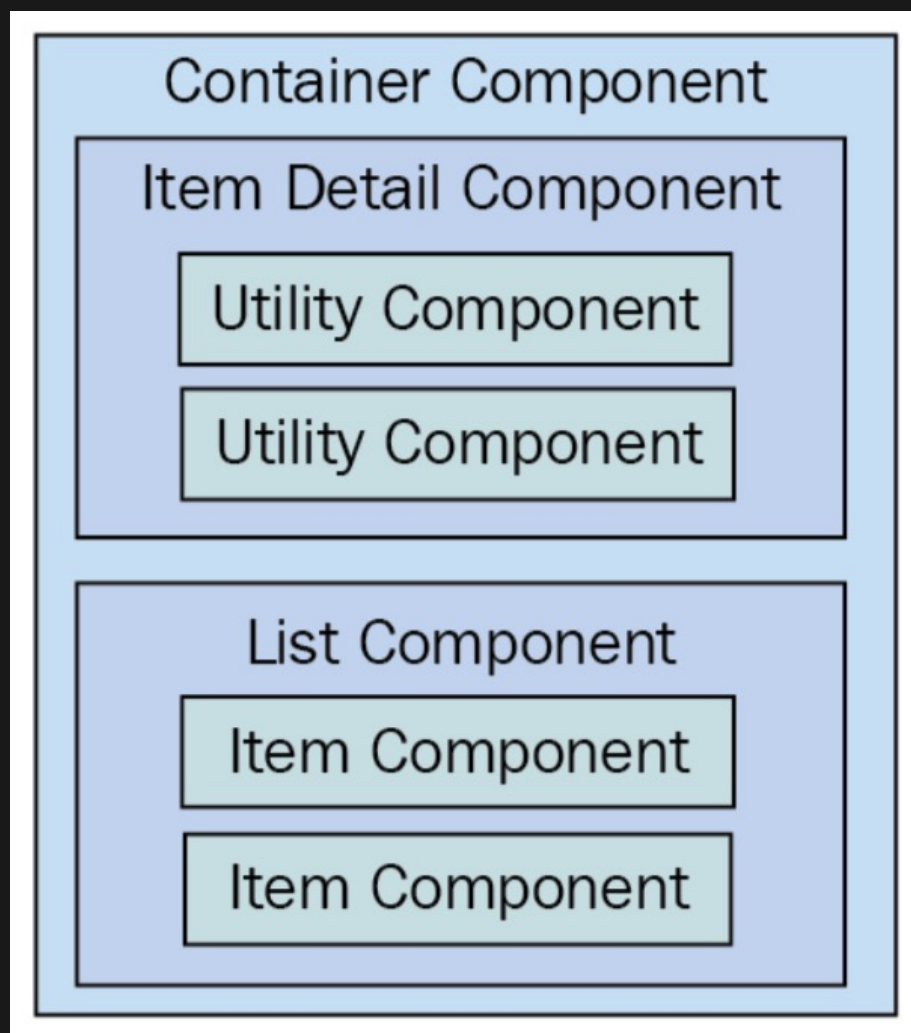 Container Component
Item Detail Component
Utility Component
Utility Component
List Component
Item Component
Item Component